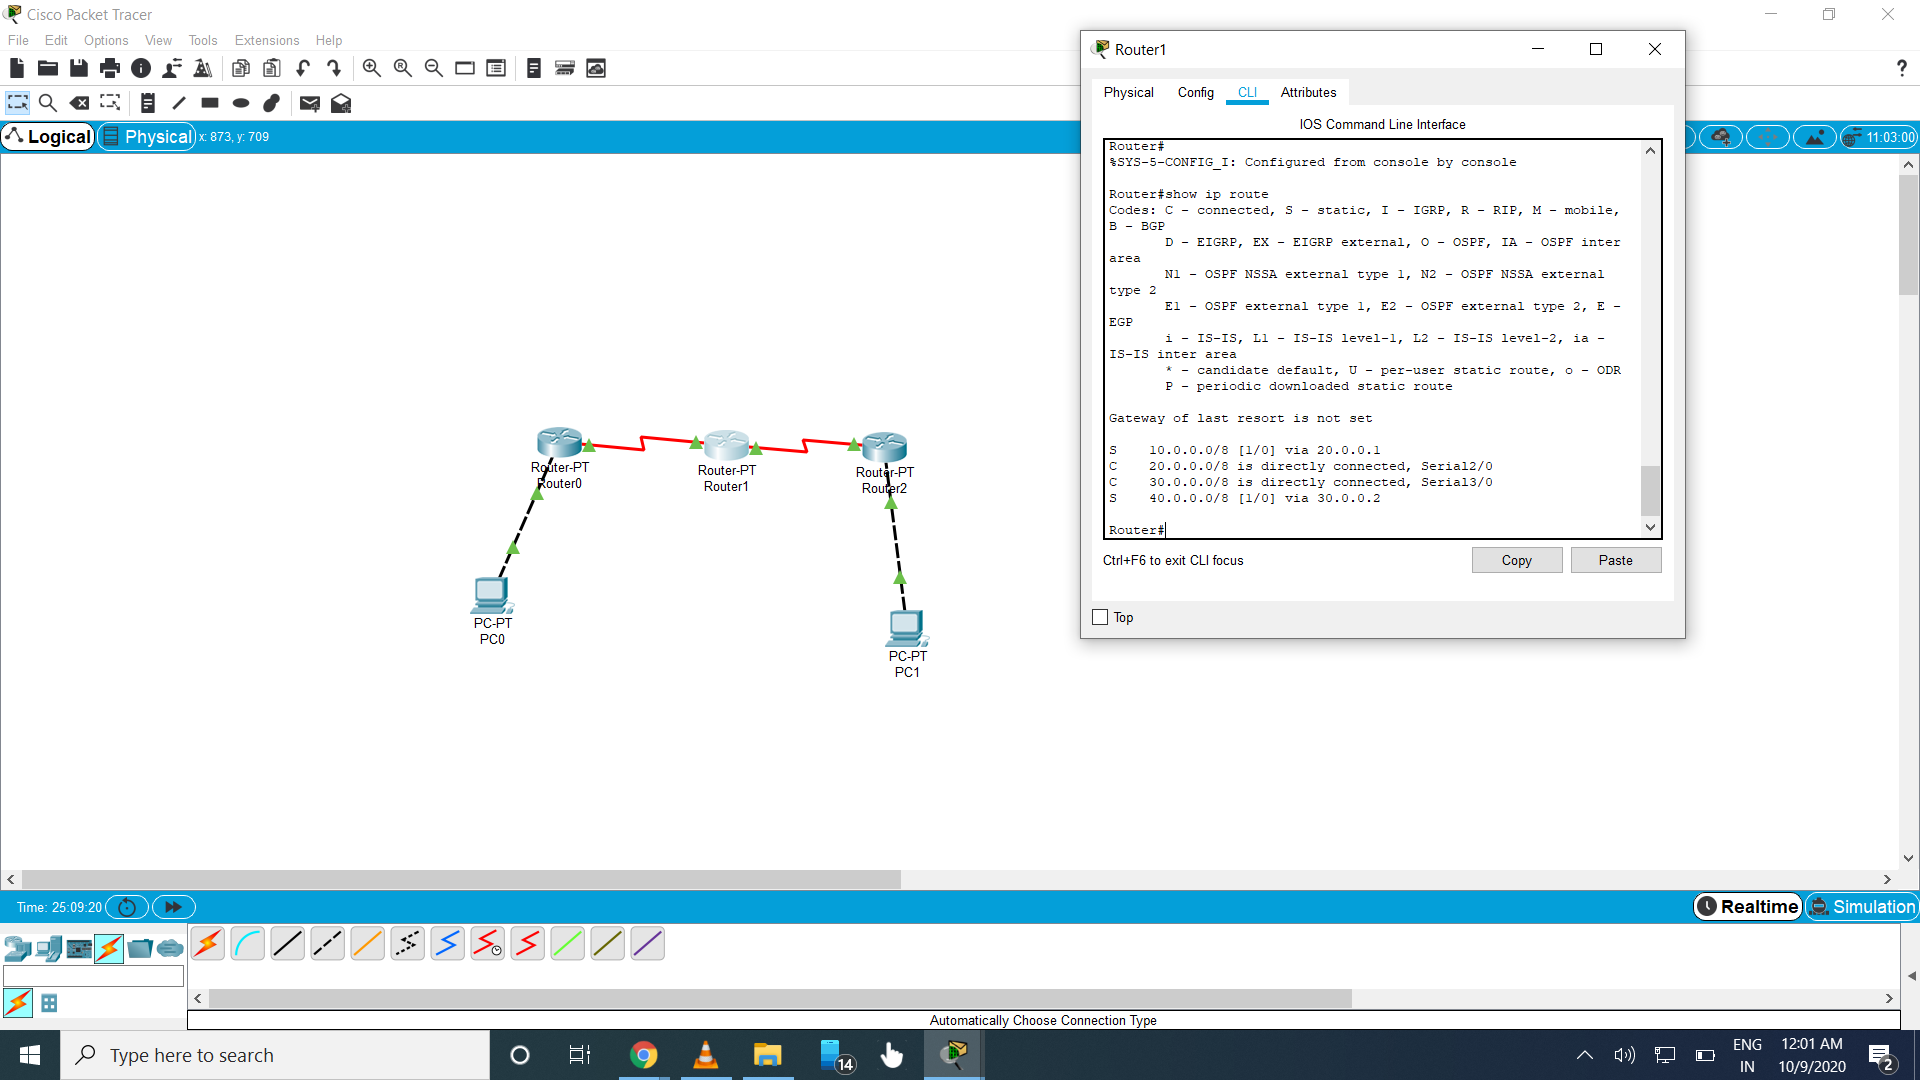 Cisco Packet Tracer
File Edit Options View Tools Extensions Help
Logical Physical x: 873, y: 709
11:03:00
Router-PT
Router0
Router-PT
Router1
Router-PT
Router2
PC-PT
PC0
PC-PT
PC1
Router1
Physical Config CLI Attributes
IOS Command Line Interface
Router#
%SYS-5-CONFIG_I: Configured from console by console
Router#show ip route
Codes: C - connected, S - static, I - IGRP, R - RIP, M - mobile,
B - BGP
D - EIGRP, EX - EIGRP external, O - OSPF, IA - OSPF inter
area
N1 - OSPF NSSA external type 1, N2 - OSPF NSSA external
type 2
E1 - OSPF external type 1, E2 - OSPF external type 2, E -
EGP
i - IS-IS, L1 - IS-IS level-1, L2 - IS-IS level-2, ia -
IS-IS inter area
* - candidate default, U - per-user static route, o - ODR
P - periodic downloaded static route
Gateway of last resort is not set
S 10.0.0.0/8 [1/0] via 20.0.0.1
C 20.0.0.0/8 is directly connected, Serial2/0
C 30.0.0.0/8 is directly connected, Serial3/0
S 40.0.0.0/8 [1/0] via 30.0.0.2
Router#
Ctrl+F6 to exit CLI focus
Copy Paste
Top
Time: 25:09:20
Realtime Simulation
Automatically Choose Connection Type
Type here to search
14
ENG
IN
12:01 AM
10/9/2020
2